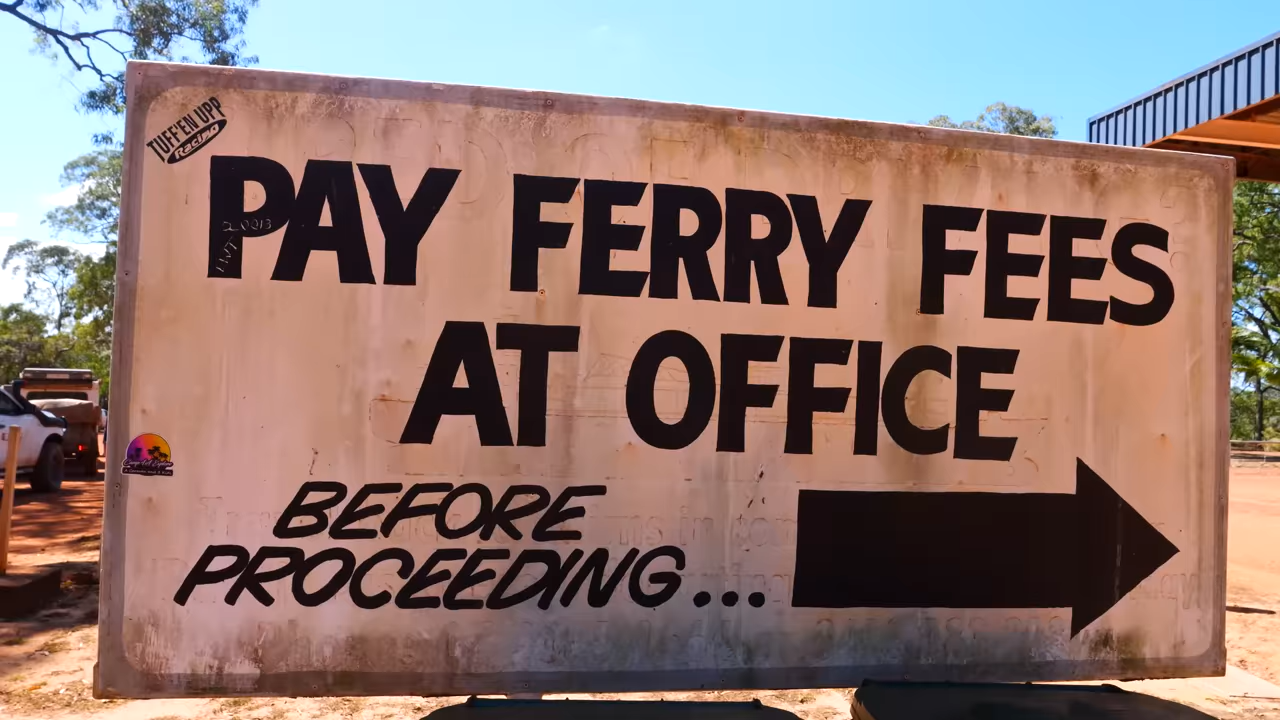 TUFF'EN UPP
Racing
PAY FERRY FEES
AT OFFICE
BEFORE
PROCEEDING...